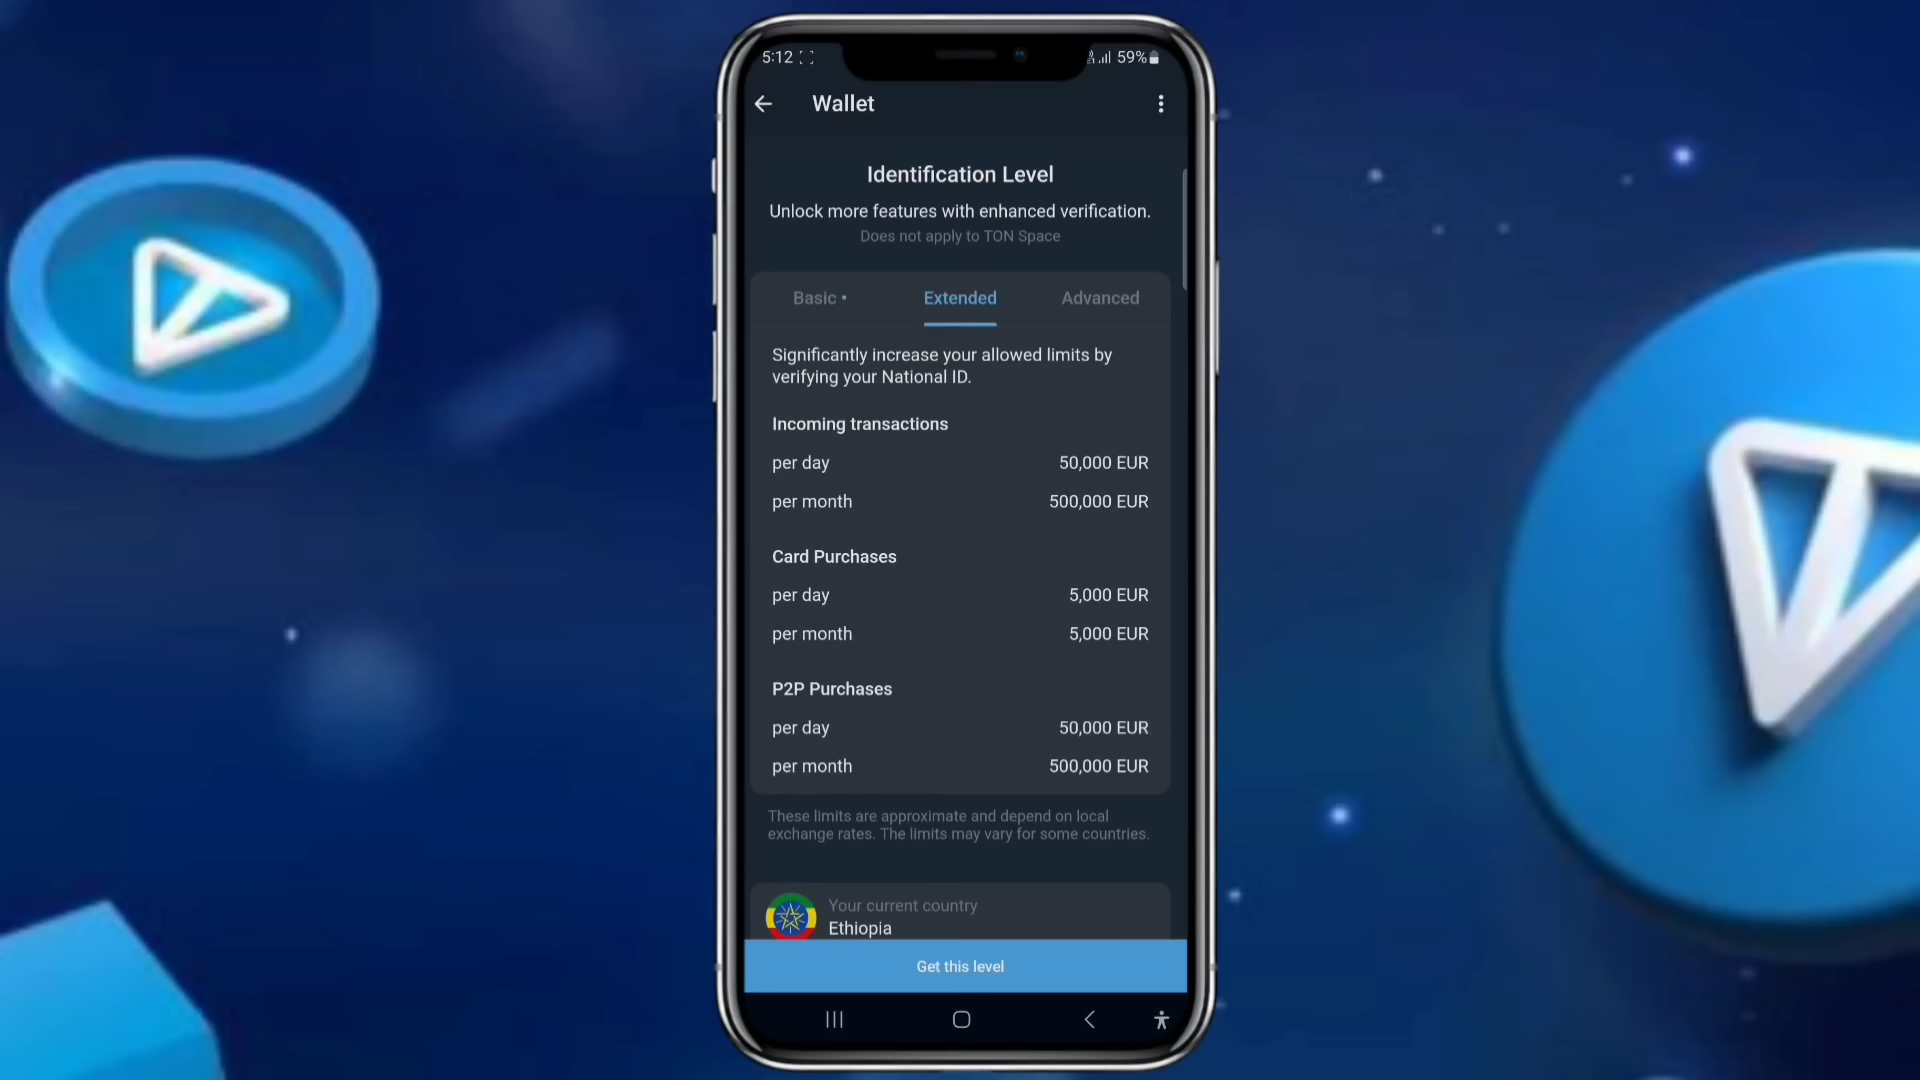 5:12
59%
Wallet
Identification Level
Unlock more features with enhanced verification.
Does not apply to TON Space
Basic •
Extended
Advanced
Significantly increase your allowed limits by
verifying your National ID.
Incoming transactions
per day 50,000 EUR
per month 500,000 EUR
Card Purchases
per day 5,000 EUR
per month 5,000 EUR
P2P Purchases
per day 50,000 EUR
per month 500,000 EUR
These limits are approximate and depend on local
exchange rates. The limits may vary for some countries.
Your current country
Ethiopia
Get this level